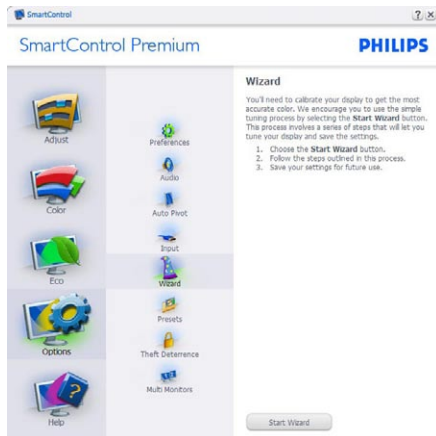 SmartControl
? x
SmartControl Premium
PHILIPS
Adjust
Color
Eco
Options
Help
Preferences
Audio
Auto Pivot
Input
Wizard
Presets
Theft Deterrence
Multi Monitors
Wizard
You'll need to calibrate your display to get the most
accurate color. We encourage you to use the simple
tuning process by selecting the Start Wizard button.
This process involves a series of steps that will let you
tune your display and save the settings.
1. Choose the Start Wizard button.
2. Follow the steps outlined in this process.
3. Save your settings for future use.
Start Wizard